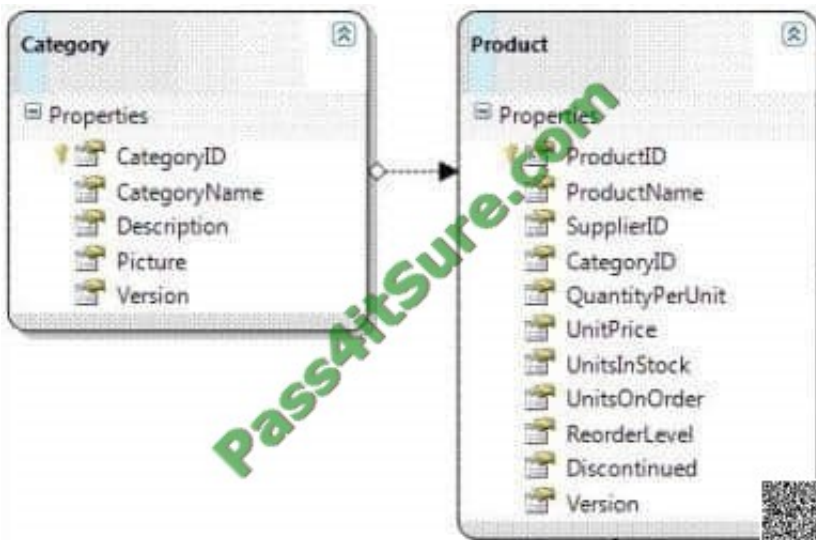 Category
Properties
CategoryID
CategoryName
Description
Picture
Version
Product
Properties
ProductID
ProductName
SupplierID
CategoryID
QuantityPerUnit
UnitPrice
UnitsInStock
UnitsOnOrder
ReorderLevel
Discontinued
Version
Pass4itSure.com